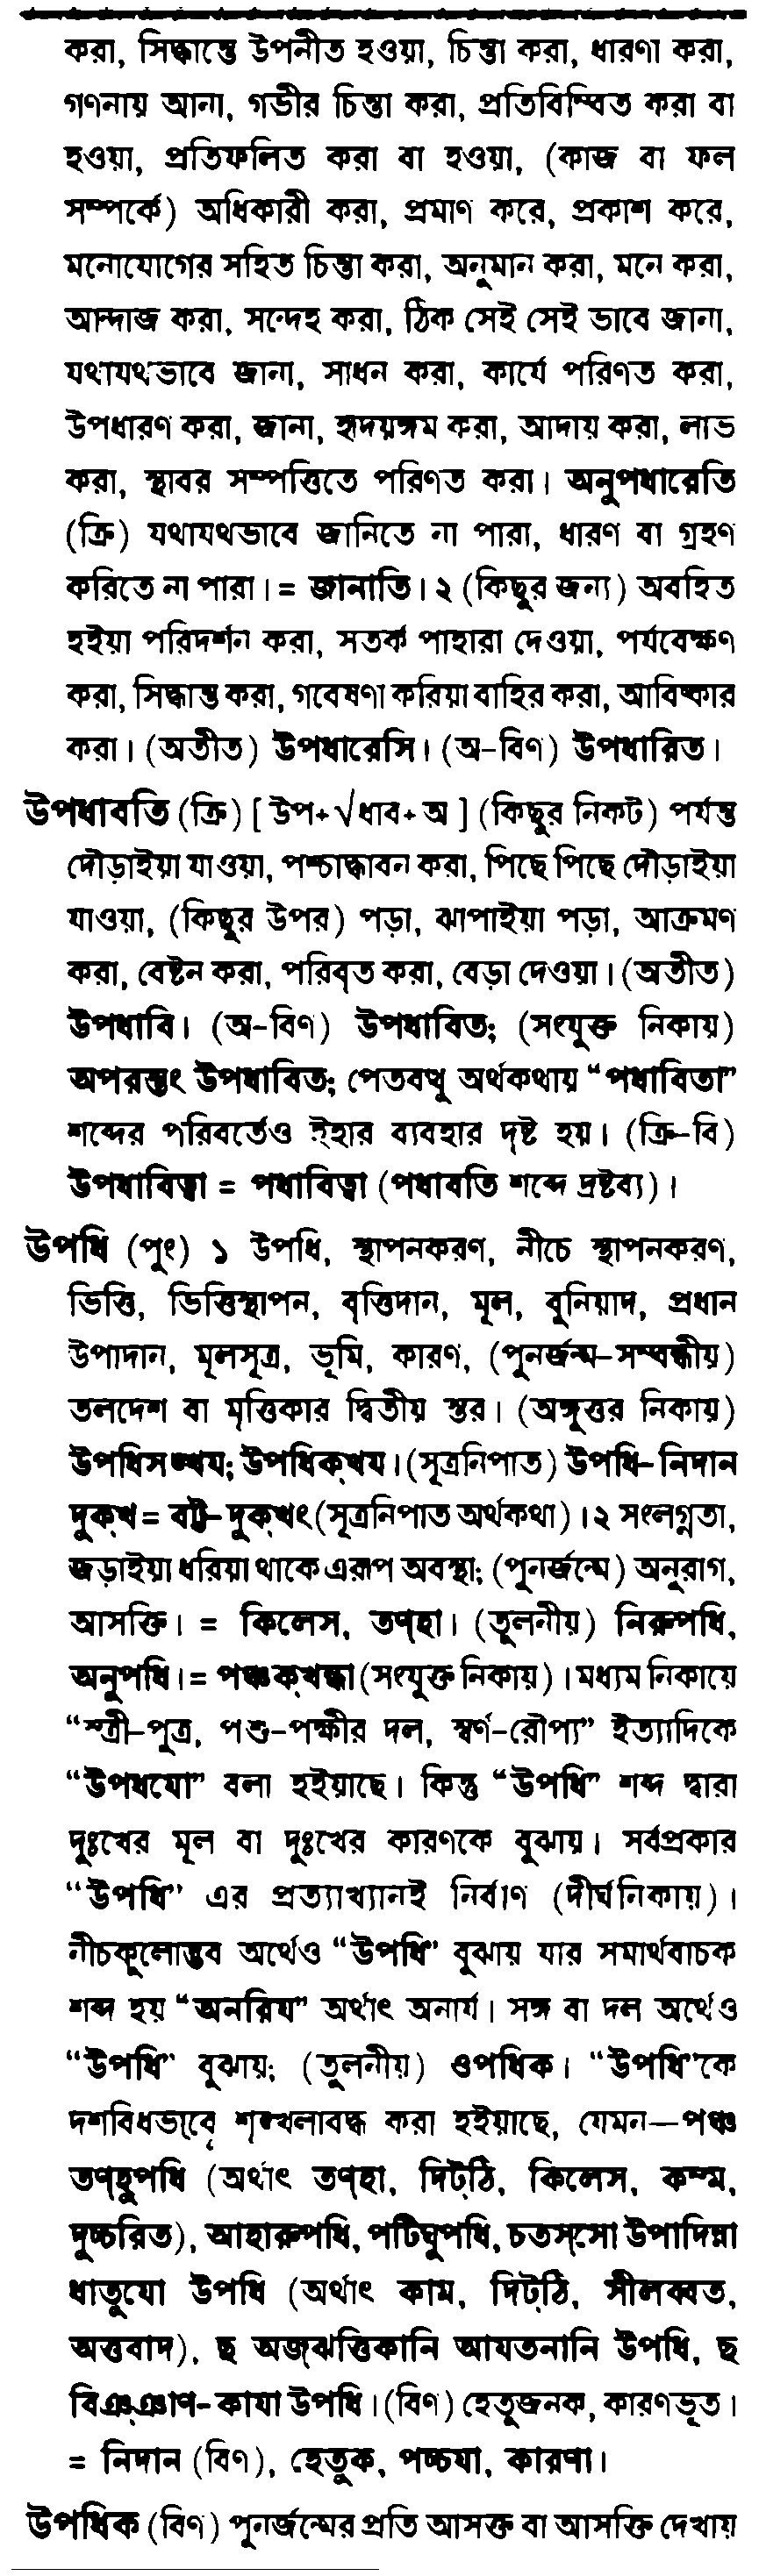 করা, সিদ্ধান্তে উপনীত হওয়া, চিন্তা করা, ধারণা করা,
গণনায় আনা, গভীর চিন্তা করা, প্রতিবিম্বিত করা বা
হওয়া, প্রতিফলিত করা বা হওয়া, (কাজ বা ফল
সম্পর্কে) অধিকারী করা, প্রমাণ করে, প্রকাশ করে,
মনোযোগের সহিত চিন্তা করা, অনুমান করা, মনে করা,
আন্দাজ করা, সন্দেহ করা, ঠিক সেই সেই ভাবে জানা,
যথাযথভাবে জানা, সাধন করা, কার্যে পরিণত করা,
উপধারণ করা, জানা, হৃদয়ঙ্গম করা, আদায় করা, লাভ
করা, স্থাবর সম্পত্তিতে পরিণত করা। অনুপধারেতি
(ক্রি) যথাযথভাবে জানিতে না পারা, ধারণ বা গ্রহণ
করিতে না পারা। = জানাতি। ২ (কিছুর জন্য) অবহিত
হইয়া পরিদর্শন করা, সতর্ক পাহারা দেওয়া, পর্যবেক্ষণ
করা, সিদ্ধান্ত করা, গবেষণা করিয়া বাহির করা, আবিষ্কার
করা। (অতীত) উপধারেসি। (অ-বিণ) উপধারিত।
উপধাবতি (ক্রি) [ উপ+√ধাব+অ ] (কিছুর নিকট) পর্যন্ত
দৌড়াইয়া যাওয়া, পশ্চাদ্ধাবন করা, পিছে পিছে দৌড়াইয়া
যাওয়া, (কিছুর উপর) পড়া, ঝাপাইয়া পড়া, আক্রমণ
করা, বেষ্টন করা, পরিবৃত করা, বেড়া দেওয়া। (অতীত)
উপধাবি। (অ-বিণ) উপধাবিত; (সংযুক্ত নিকায়)
অপরন্তং উপধাবিত; পেতবত্থু অর্থকথায় “পধাবিতা”
শব্দের পরিবর্তেও ইহার ব্যবহার দৃষ্ট হয়। (ক্রি-বি)
উপধাবিত্বা = পধাবিত্বা (পধাবতি শব্দে দ্রষ্টব্য)।
উপধি (পুং) ১ উপধি, স্থাপনকরণ, নীচে স্থাপনকরণ,
ভিত্তি, ভিত্তিস্থাপন, বৃত্তিদান, মূল, বুনিয়াদ, প্রধান
উপাদান, মূলসূত্র, ভূমি, কারণ, (পুনর্জন্ম-সম্বন্ধীয়)
তলদেশ বা মৃত্তিকার দ্বিতীয় স্তর। (অঙ্গুত্তর নিকায়)
উপধিসঙ্খয; উপধিক্‌খয। (সূত্রনিপাত) উপধি-নিদান
দুক্‌খ = বট্ট-দুক্‌খং (সূত্রনিপাত অর্থকথা)। ২ সংলগ্নতা,
জড়াইয়া ধরিয়া থাকে এরূপ অবস্থা; (পুনর্জন্মে) অনুরাগ,
আসক্তি। = কিলেস, তণ্‌হা। (তুলনীয়) নিরুপধি,
অনুপধি। = পঞ্চক্‌খন্ধা (সংযুক্ত নিকায়)। মধ্যম নিকায়ে
“স্ত্রী-পুত্র, পশু-পক্ষীর দল, স্বর্ণ-রৌপ্য” ইত্যাদিকে
“উপধযো” বলা হইয়াছে। কিন্তু “উপধি” শব্দ দ্বারা
দুঃখের মূল বা দুঃখের কারণকে বুঝায়। সর্বপ্রকার
“উপধি” এর প্রত্যাখ্যানই নির্বাণ (দীর্ঘনিকায়)।
নীচকুলোদ্ভব অর্থেও “উপধি” বুঝায় যার সমার্থবাচক
শব্দ হয় “অনরিয” অর্থাৎ অনার্য। সঙ্গ বা দল অর্থেও
“উপধি” বুঝায়; (তুলনীয়) ওপধিক। “উপধি”কে
দশবিধভাবে শৃঙ্খলাবদ্ধ করা হইয়াছে, যেমন—পঞ্চ
তণ্‌হুপধি (অর্থাৎ তণ্‌হা, দিট্‌ঠি, কিলেস, কম্ম,
দুচ্চরিত), আহারুপধি, পটিঘুপধি, চতস্‌সো উপাদিন্না
ধাতুযো উপধি (অর্থাৎ কাম, দিট্‌ঠি, সীলব্বত,
অত্তবাদ), ছ অজ্‌ঝত্তিকানি আযতনানি উপধি, ছ
বিঞ্‌ঞাণ-কাযা উপধি। (বিণ) হেতুজনক, কারণভূত।
= নিদান (বিণ), হেতুক, পচ্চযা, কারণা।
উপধিক (বিণ) পুনর্জন্মের প্রতি আসক্ত বা আসক্তি দেখায়